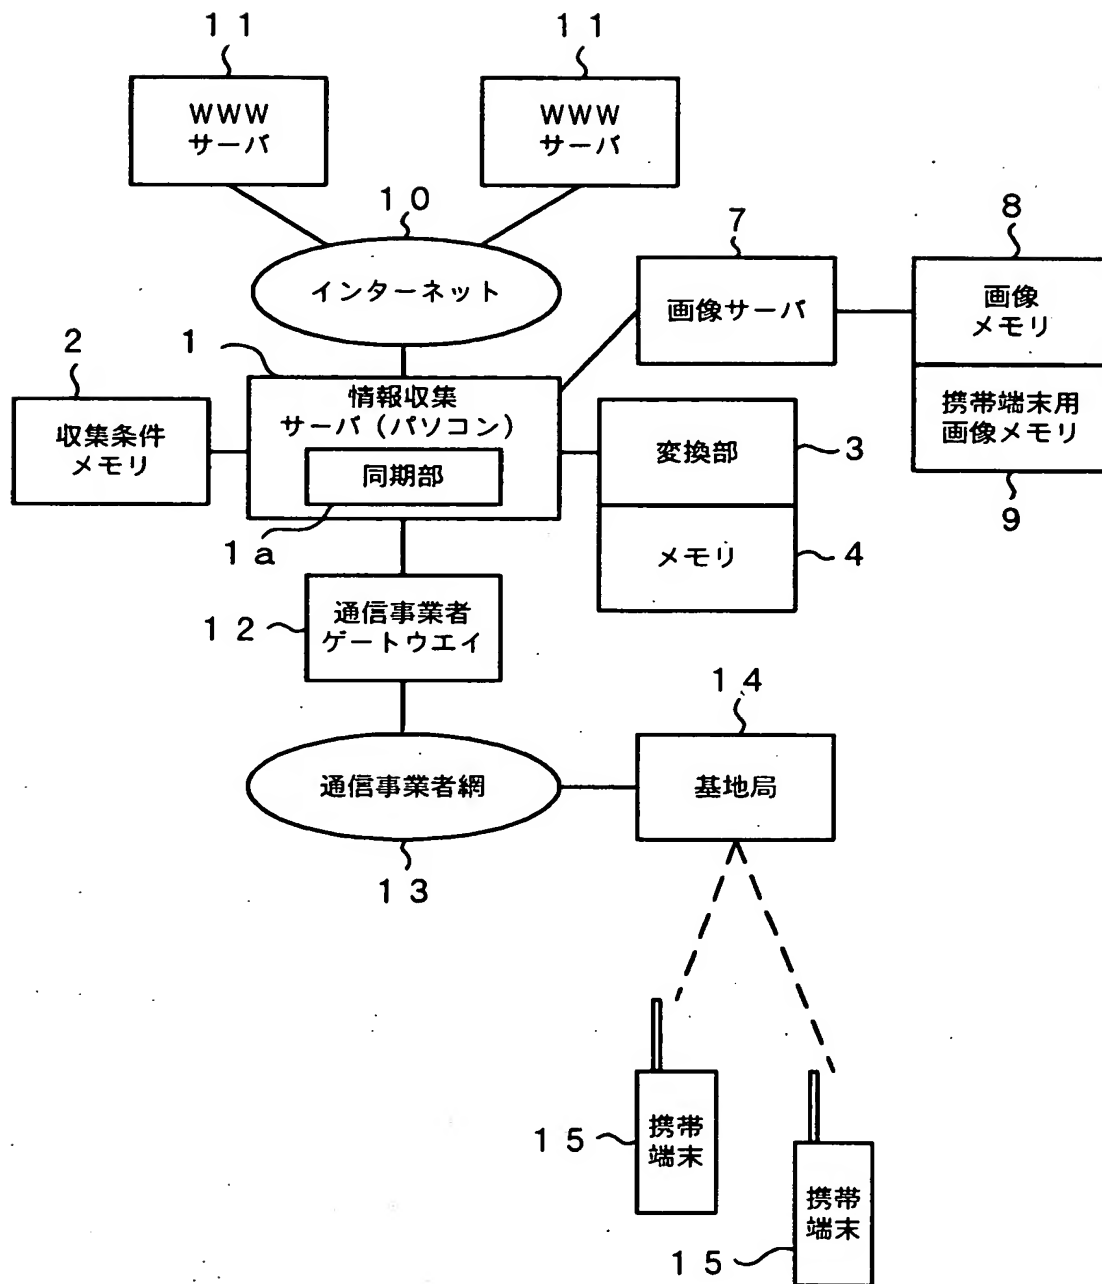 11
11
WWW
サーバ
WWW
サーバ
10
インターネット
7
画像サーバ
8
画像
メモリ
携帯端末用
画像メモリ
9
2
収集条件
メモリ
1
情報収集
サーバ(パソコン)
同期部
1a
変換部
3
メモリ
4
12
通信事業者
ゲートウエイ
14
通信事業者網
13
基地局
15
携帯
端末
携帯
端末
15